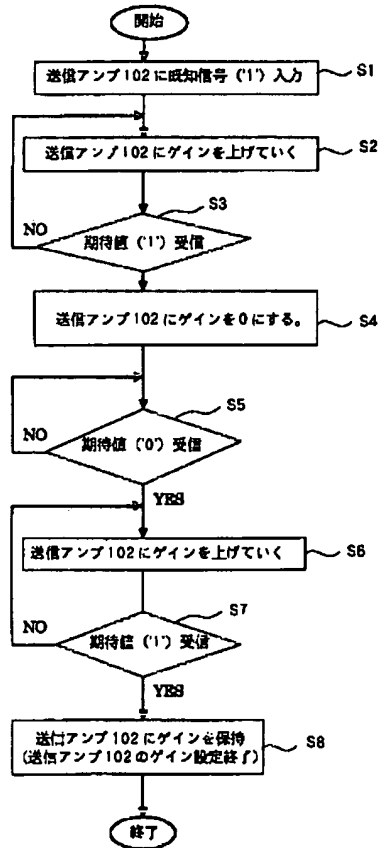 開始
送信アンプ102に既知信号('1')入力
S1
送信アンプ102にゲインを上げていく
S2
S3
NO
期待値('1')受信
送信アンプ102にゲインを0にする。
S4
S5
NO
期待値('0')受信
YES
送信アンプ102にゲインを上げていく
S6
S7
NO
期待値('1')受信
YES
送信アンプ102にゲインを保持
(送信アンプ102のゲイン設定終了)
S8
終了